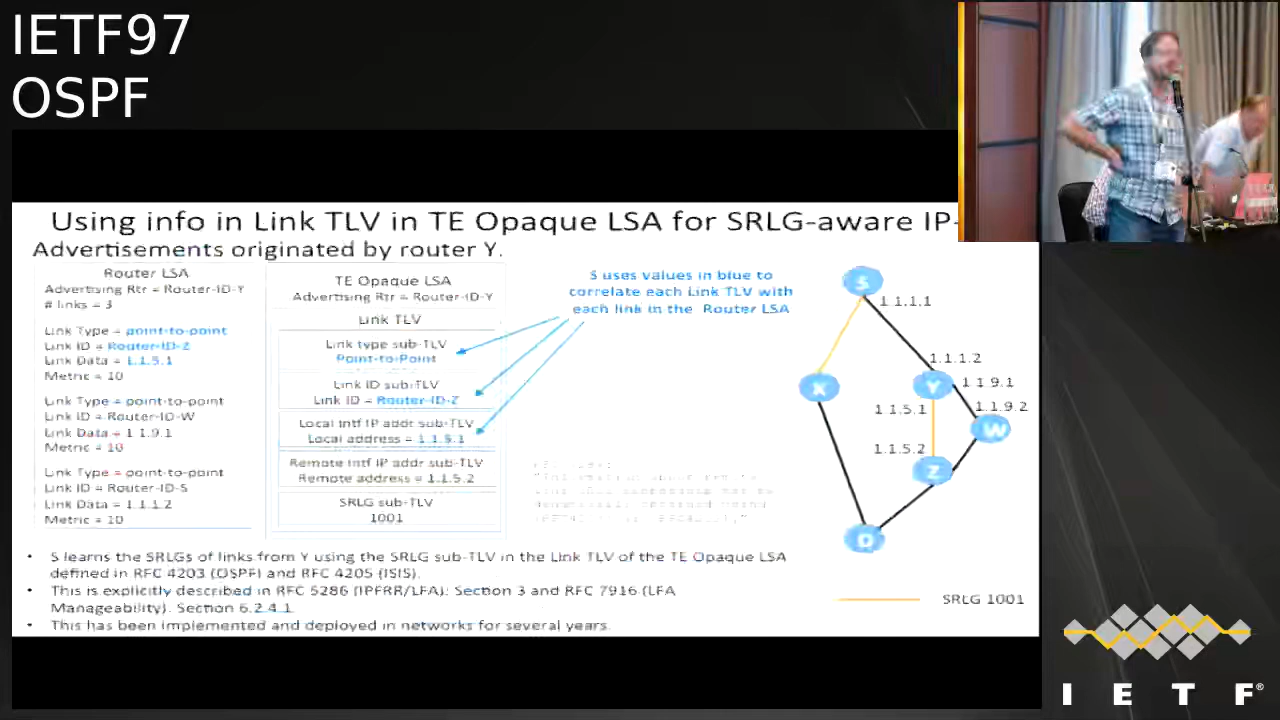 IETF97
OSPF
Using info in Link TLV in TE Opaque LSA for SRLG-aware IP-
Advertisements originated by router Y.
Router LSA
Advertising Rtr = Router-ID-Y
# links = 3
Link Type = point-to-point
Link ID = Router-ID-Z
Link Data = 1.1.5.1
Metric = 10
Link Type = point-to-point
Link ID = Router-ID-W
Link Data = 1.1.9.1
Metric = 10
Link Type = point-to-point
Link ID = Router-ID-S
Link Data = 1.1.1.2
Metric = 10
TE Opaque LSA
Advertising Rtr = Router-ID-Y
Link TLV
Link type sub-TLV
Point-to-Point
Link ID sub-TLV
Link ID = Router-ID-Z
Local intf IP addr sub-TLV
Local address = 1.1.5.1
Remote intf IP addr sub-TLV
Remote address = 1.1.5.2
SRLG sub-TLV
1001
S uses values in blue to
correlate each Link TLV with
each link in the Router LSA
S
1.1.1.1
1.1.1.2
X
Y
1.1.9.1
1.1.5.1
1.1.9.2
W
1.1.5.2
Z
D
SRLG 1001
• S learns the SRLGs of links from Y using the SRLG sub-TLV in the Link TLV of the TE Opaque LSA
defined in RFC 4203 (OSPF) and RFC 4205 (ISIS).
• This is explicitly described in RFC 5286 (IPFRR/LFA): Section 3 and RFC 7916 (LFA
Manageability). Section 6.2.4.1
• This has been implemented and deployed in networks for several years.
I E T F®